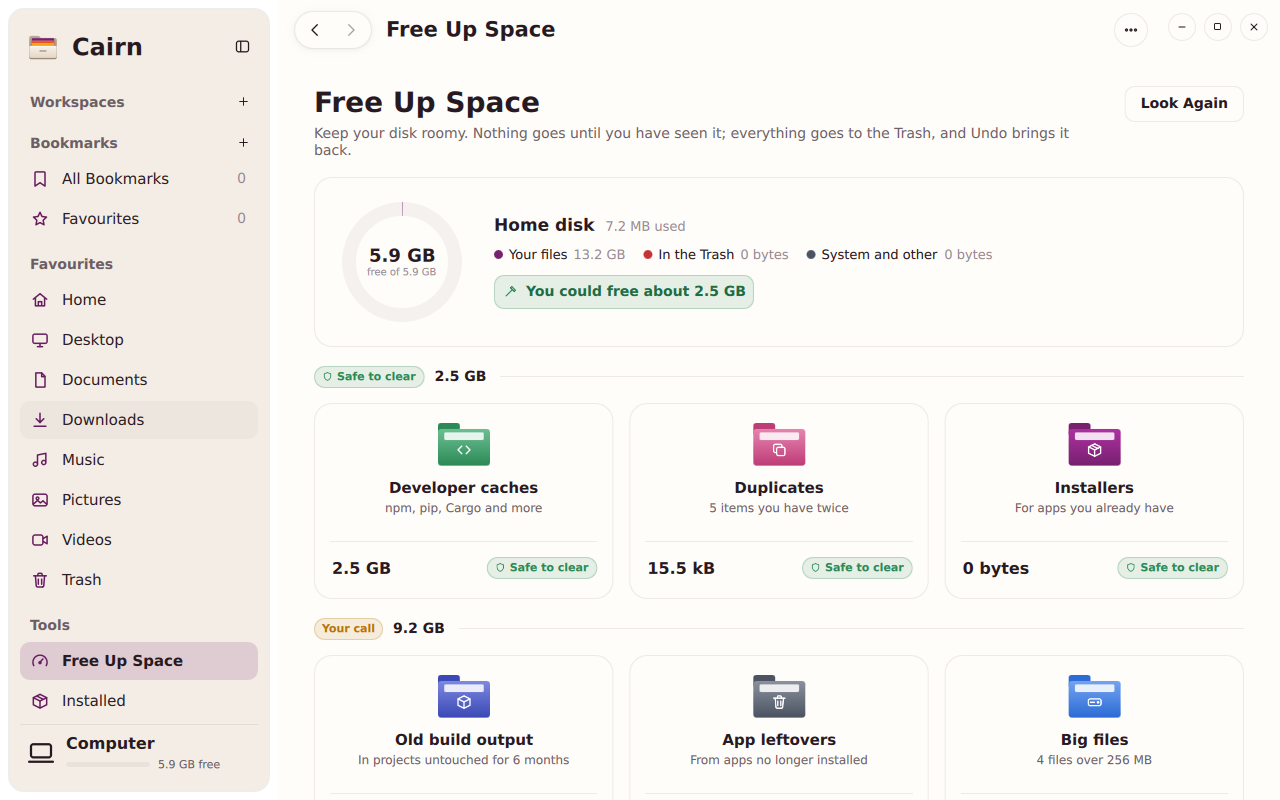 Cairn
Workspaces
Bookmarks
All Bookmarks 0
Favourites 0
Favourites
Home
Desktop
Documents
Downloads
Music
Pictures
Videos
Trash
Tools
Free Up Space
Installed
Computer
5.9 GB free
Free Up Space
Free Up Space
Look Again
Keep your disk roomy. Nothing goes until you have seen it; everything goes to the Trash, and Undo brings it
back.
5.9 GB
free of 5.9 GB
Home disk 7.2 MB used
Your files 13.2 GB In the Trash 0 bytes System and other 0 bytes
You could free about 2.5 GB
Safe to clear 2.5 GB
Developer caches
npm, pip, Cargo and more
2.5 GB Safe to clear
Duplicates
5 items you have twice
15.5 kB Safe to clear
Installers
For apps you already have
0 bytes Safe to clear
Your call 9.2 GB
Old build output
In projects untouched for 6 months
App leftovers
From apps no longer installed
Big files
4 files over 256 MB